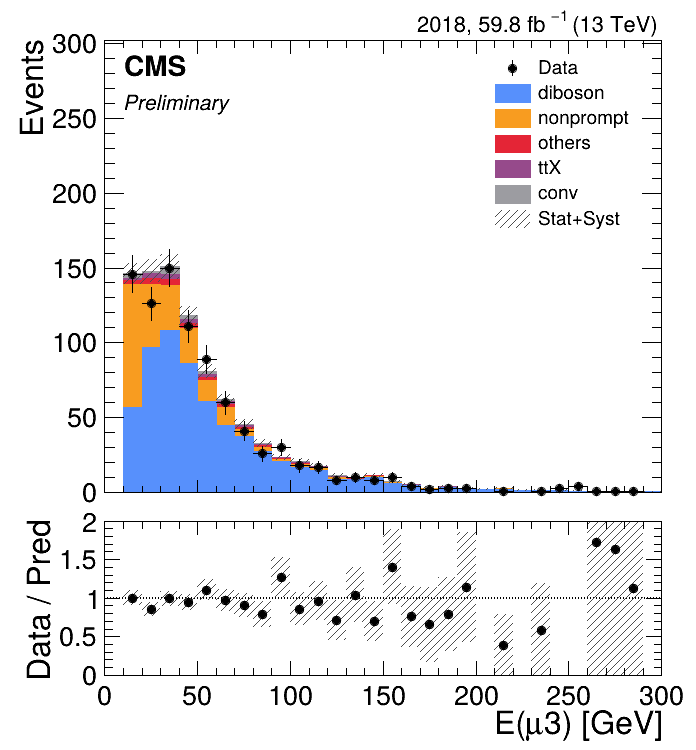 2018, 59.8 fb⁻¹ (13 TeV)
CMS
Preliminary
Events
300
250
200
150
100
50
0
Data
diboson
nonprompt
others
ttX
conv
Stat+Syst
Data / Pred
2
1.5
1
0.5
0
0 50 100 150 200 250 300
E(μ3) [GeV]